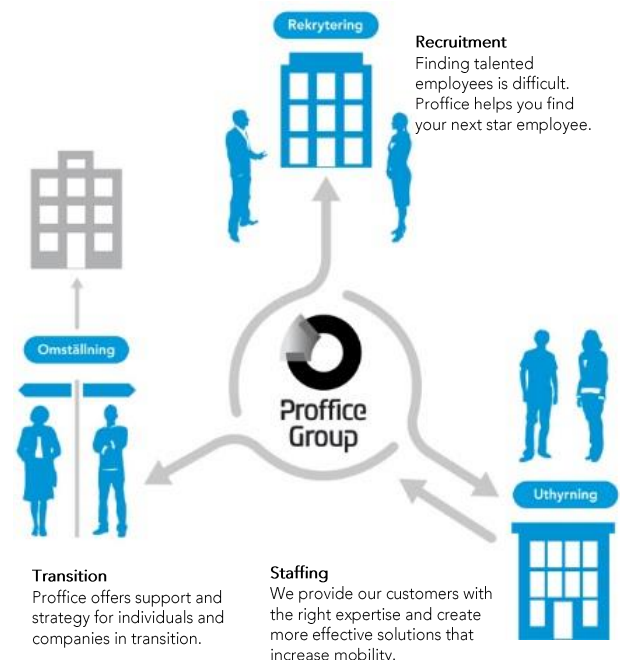 Rekrytering
Recruitment
Finding talented
employees is difficult.
Proffice helps you find
your next star employee.
Omställning
Proffice
Group
Uthyrning
Transition
Proffice offers support and
strategy for individuals and
companies in transition.
Staffing
We provide our customers with
the right expertise and create
more effective solutions that
increase mobility.